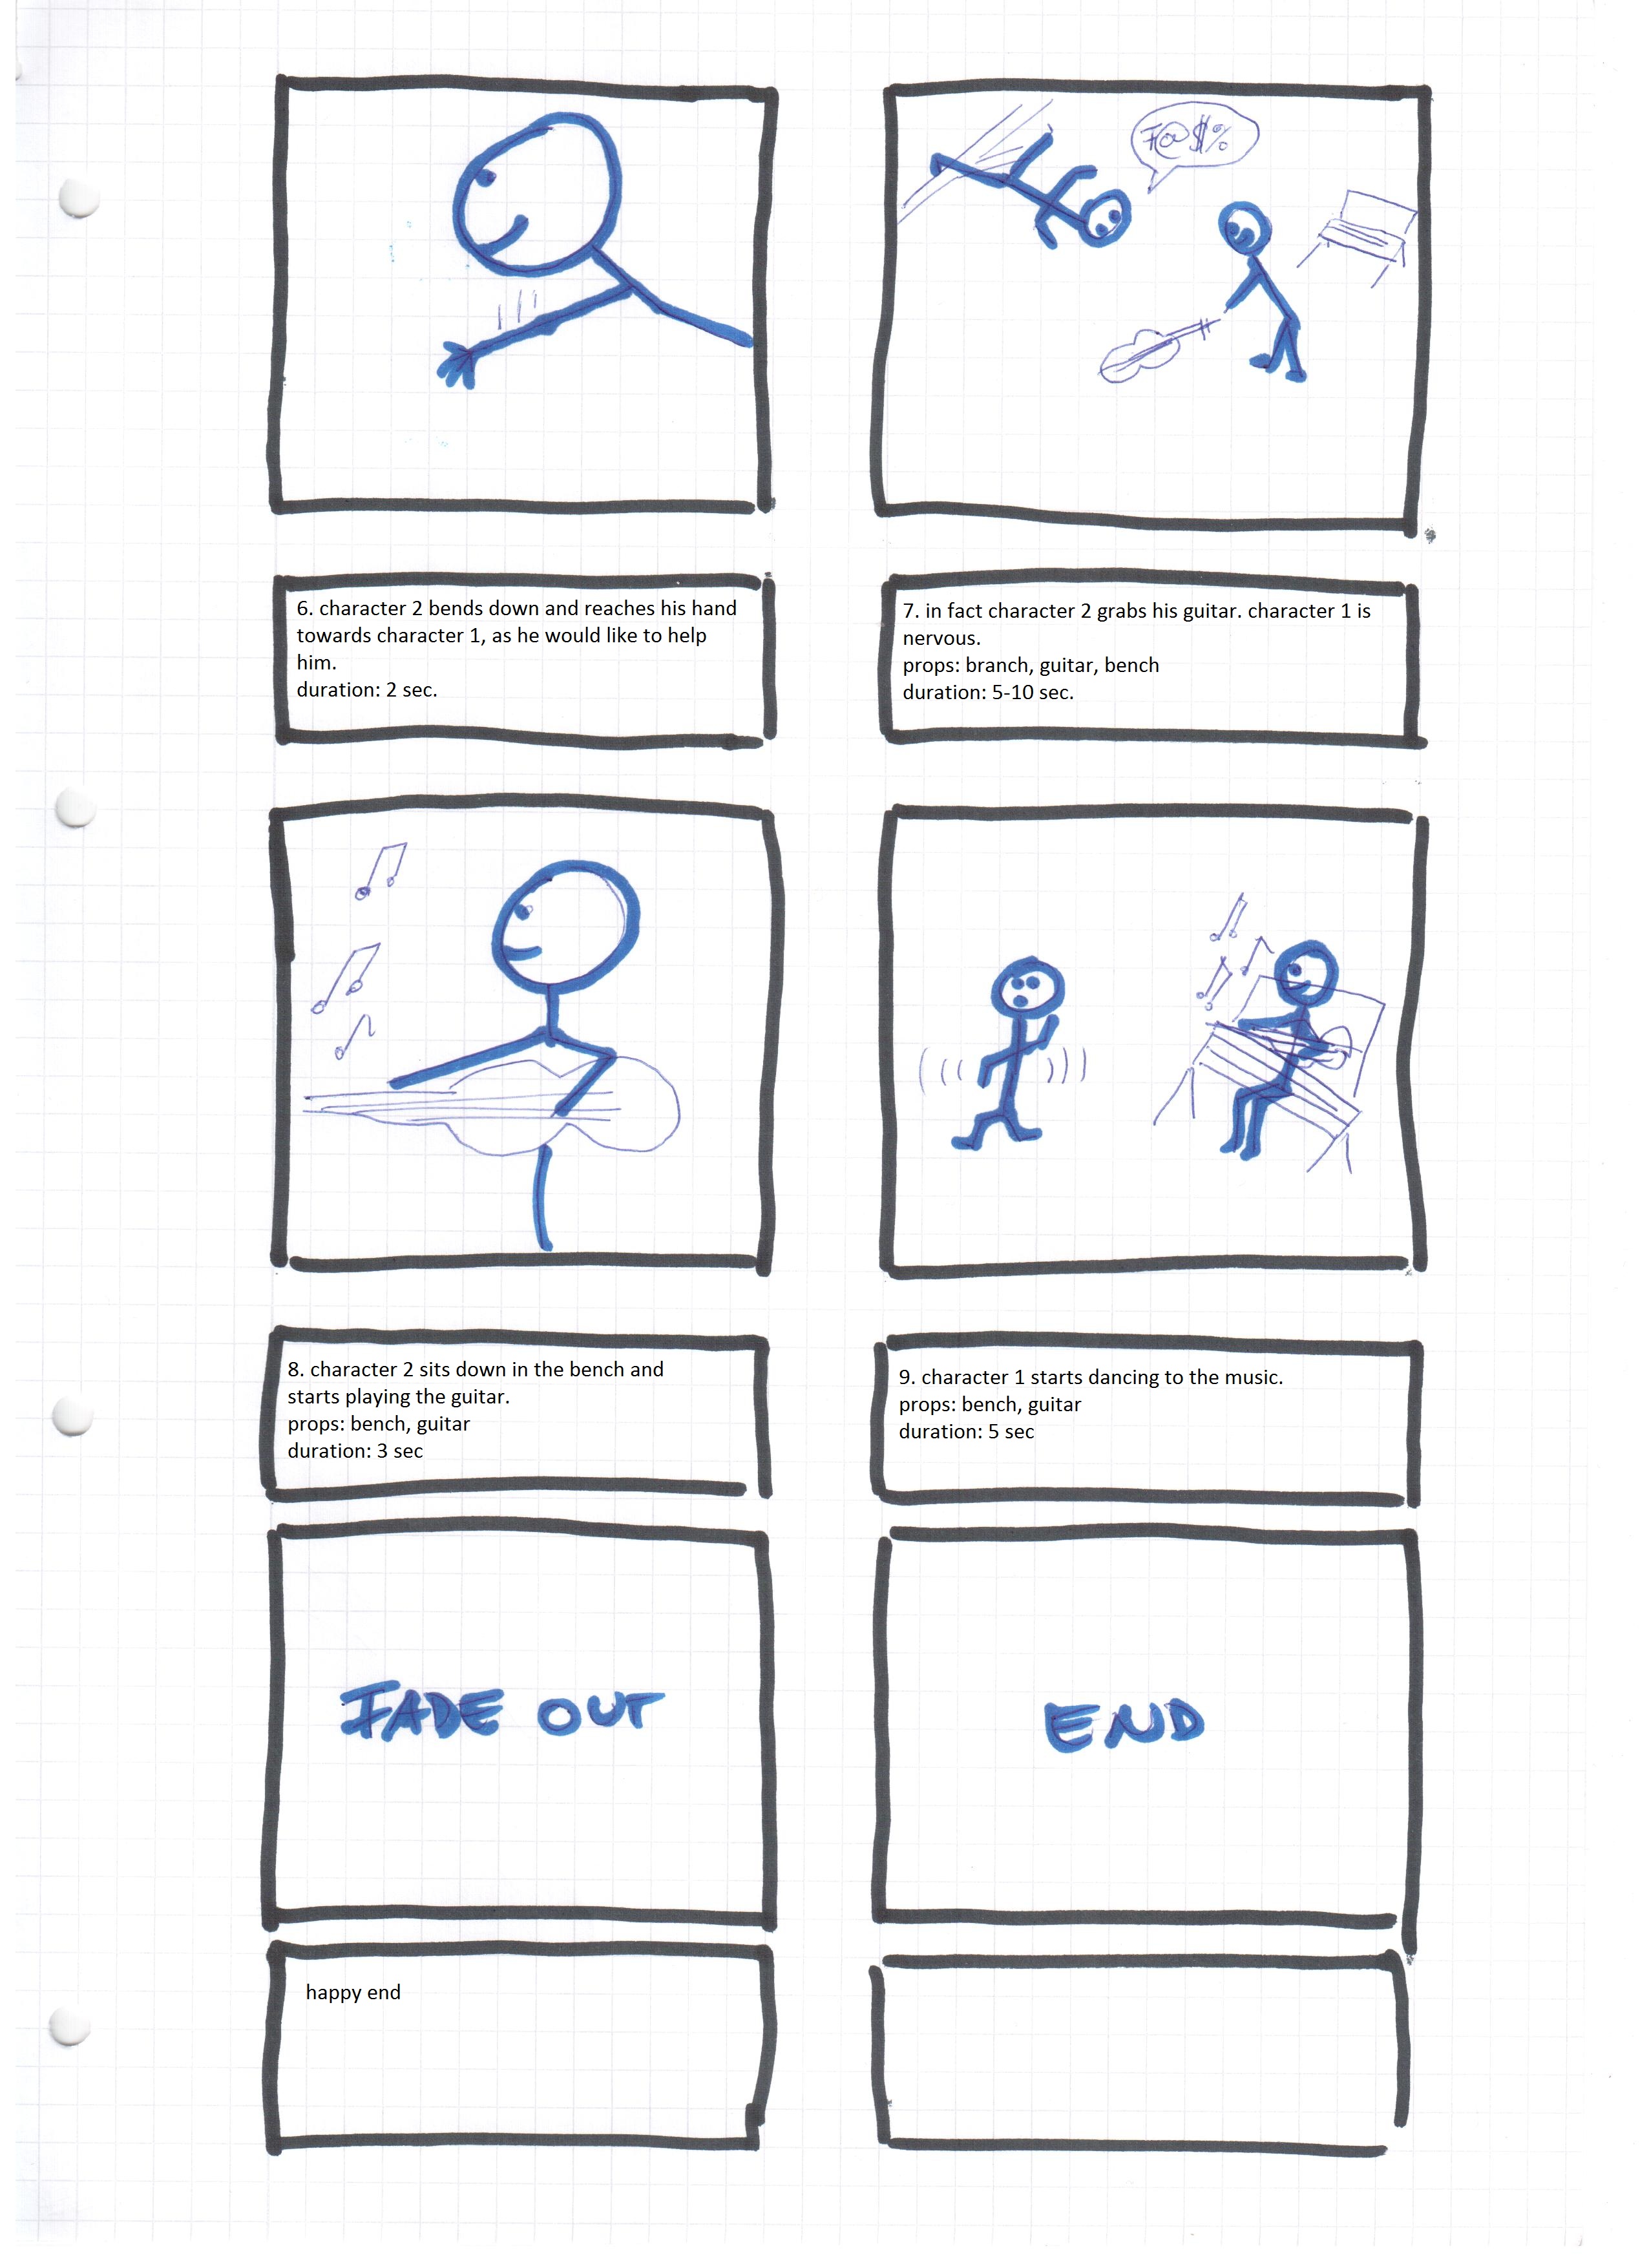 F@$%
6. character 2 bends down and reaches his hand
towards character 1, as he would like to help
him.
duration: 2 sec.
7. in fact character 2 grabs his guitar. character 1 is
nervous.
props: branch, guitar, bench
duration: 5-10 sec.
8. character 2 sits down in the bench and
starts playing the guitar.
props: bench, guitar
duration: 3 sec
9. character 1 starts dancing to the music.
props: bench, guitar
duration: 5 sec
FADE OUT
END
happy end